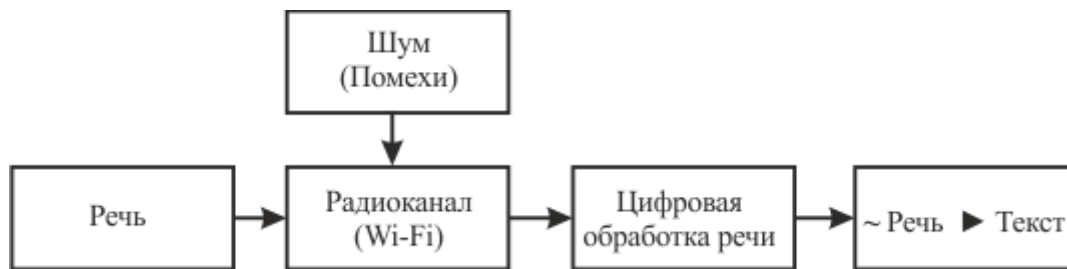 Шум
(Помехи)
Речь
Радиоканал
(Wi-Fi)
Цифровая
обработка речи
~ Речь ► Текст